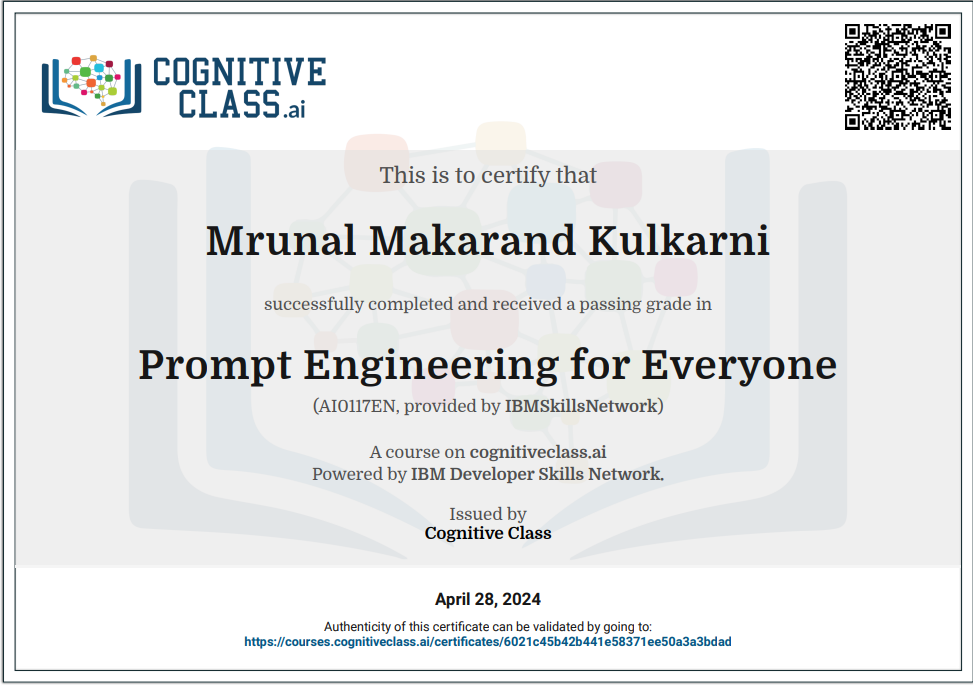 COGNITIVE
CLASS.ai
This is to certify that
Mrunal Makarand Kulkarni
successfully completed and received a passing grade in
Prompt Engineering for Everyone
(AI0117EN, provided by IBMSkillsNetwork)
A course on cognitiveclass.ai
Powered by IBM Developer Skills Network.
Issued by
Cognitive Class
April 28, 2024
Authenticity of this certificate can be validated by going to:
https://courses.cognitiveclass.ai/certificates/6021c45b42b441e58371ee50a3a3bdad